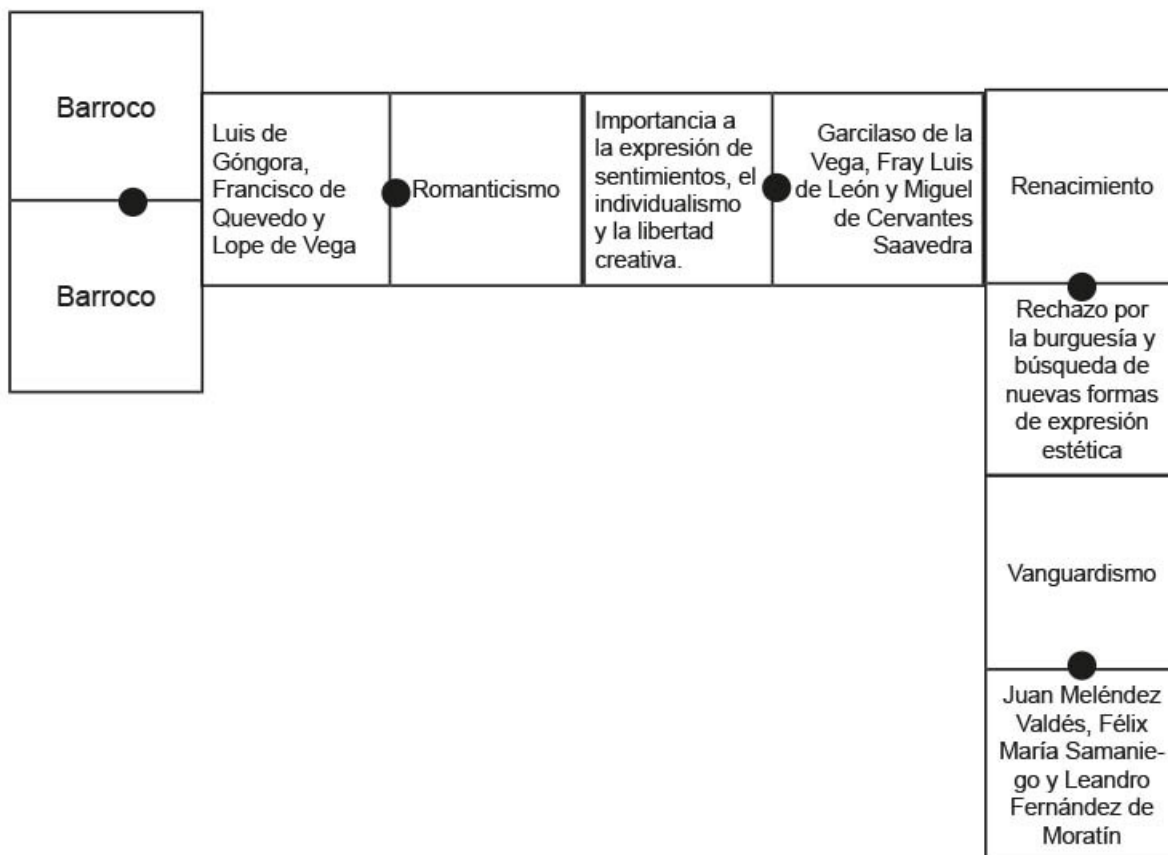 Barroco
Barroco
Luis de
Góngora,
Francisco de
Quevedo y
Lope de Vega
Romanticismo
Importancia a
la expresión de
sentimientos, el
individualismo
y la libertad
creativa.
Garcilaso de la
Vega, Fray Luis
de León y Miguel
de Cervantes
Saavedra
Renacimiento
Rechazo por
la burguesía y
búsqueda de
nuevas formas
de expresión
estética
Vanguardismo
Juan Meléndez
Valdés, Félix
María Samanie-
go y Leandro
Fernández de
Moratín